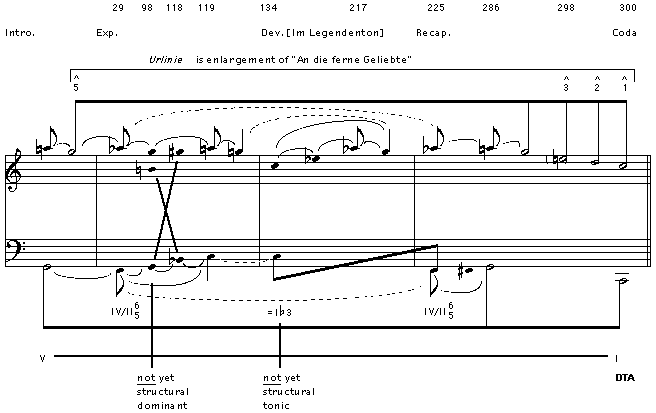 29 98 118 119 134 217 225 286 298 300
Intro. Exp. Dev. [Im Legendenton] Recap. Coda
Urlinie is enlargement of "An die ferne Geliebte"
^ ^ ^ ^
5 3 2 1
IV/II 6 5 = I♭3 IV/II 6 5
V I
not yet not yet DTA
structural structural
dominant tonic